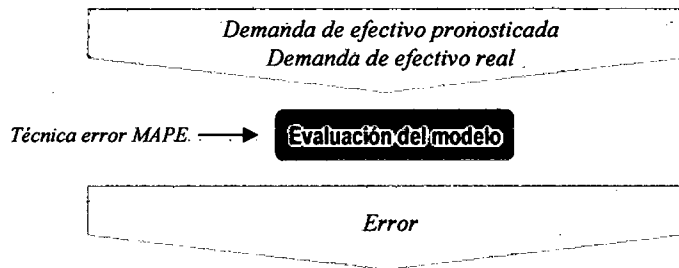 Demanda de efectivo pronosticada
Demanda de efectivo real
Técnica error MAPE
Evaluación del modelo
Error